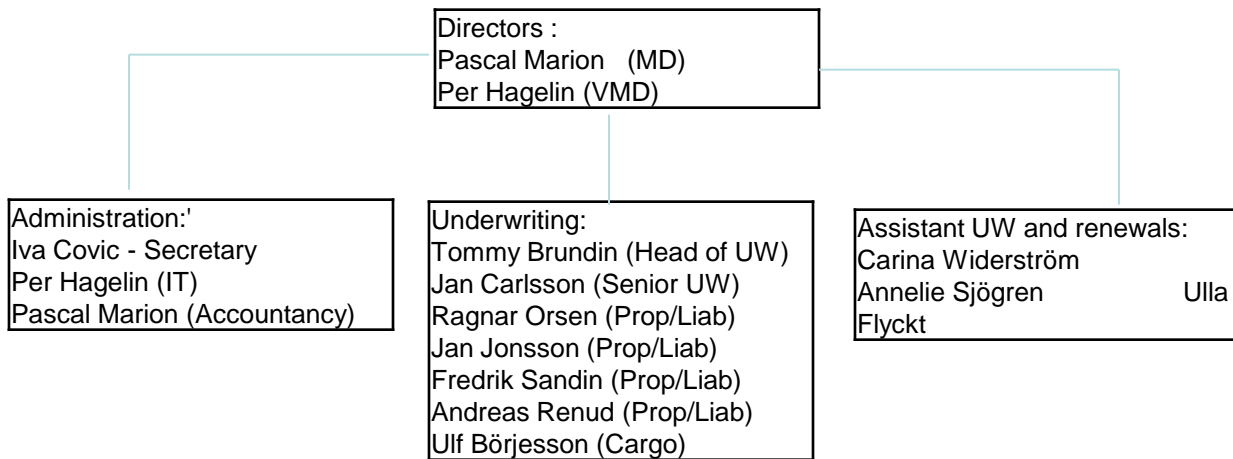 Directors :
Pascal Marion (MD)
Per Hagelin (VMD)
Administration:'
Iva Covic - Secretary
Per Hagelin (IT)
Pascal Marion (Accountancy)
Underwriting:
Tommy Brundin (Head of UW)
Jan Carlsson (Senior UW)
Ragnar Orsen (Prop/Liab)
Jan Jonsson (Prop/Liab)
Fredrik Sandin (Prop/Liab)
Andreas Renud (Prop/Liab)
Ulf Börjesson (Cargo)
Assistant UW and renewals:
Carina Widerström
Annelie Sjögren Ulla
Flyckt